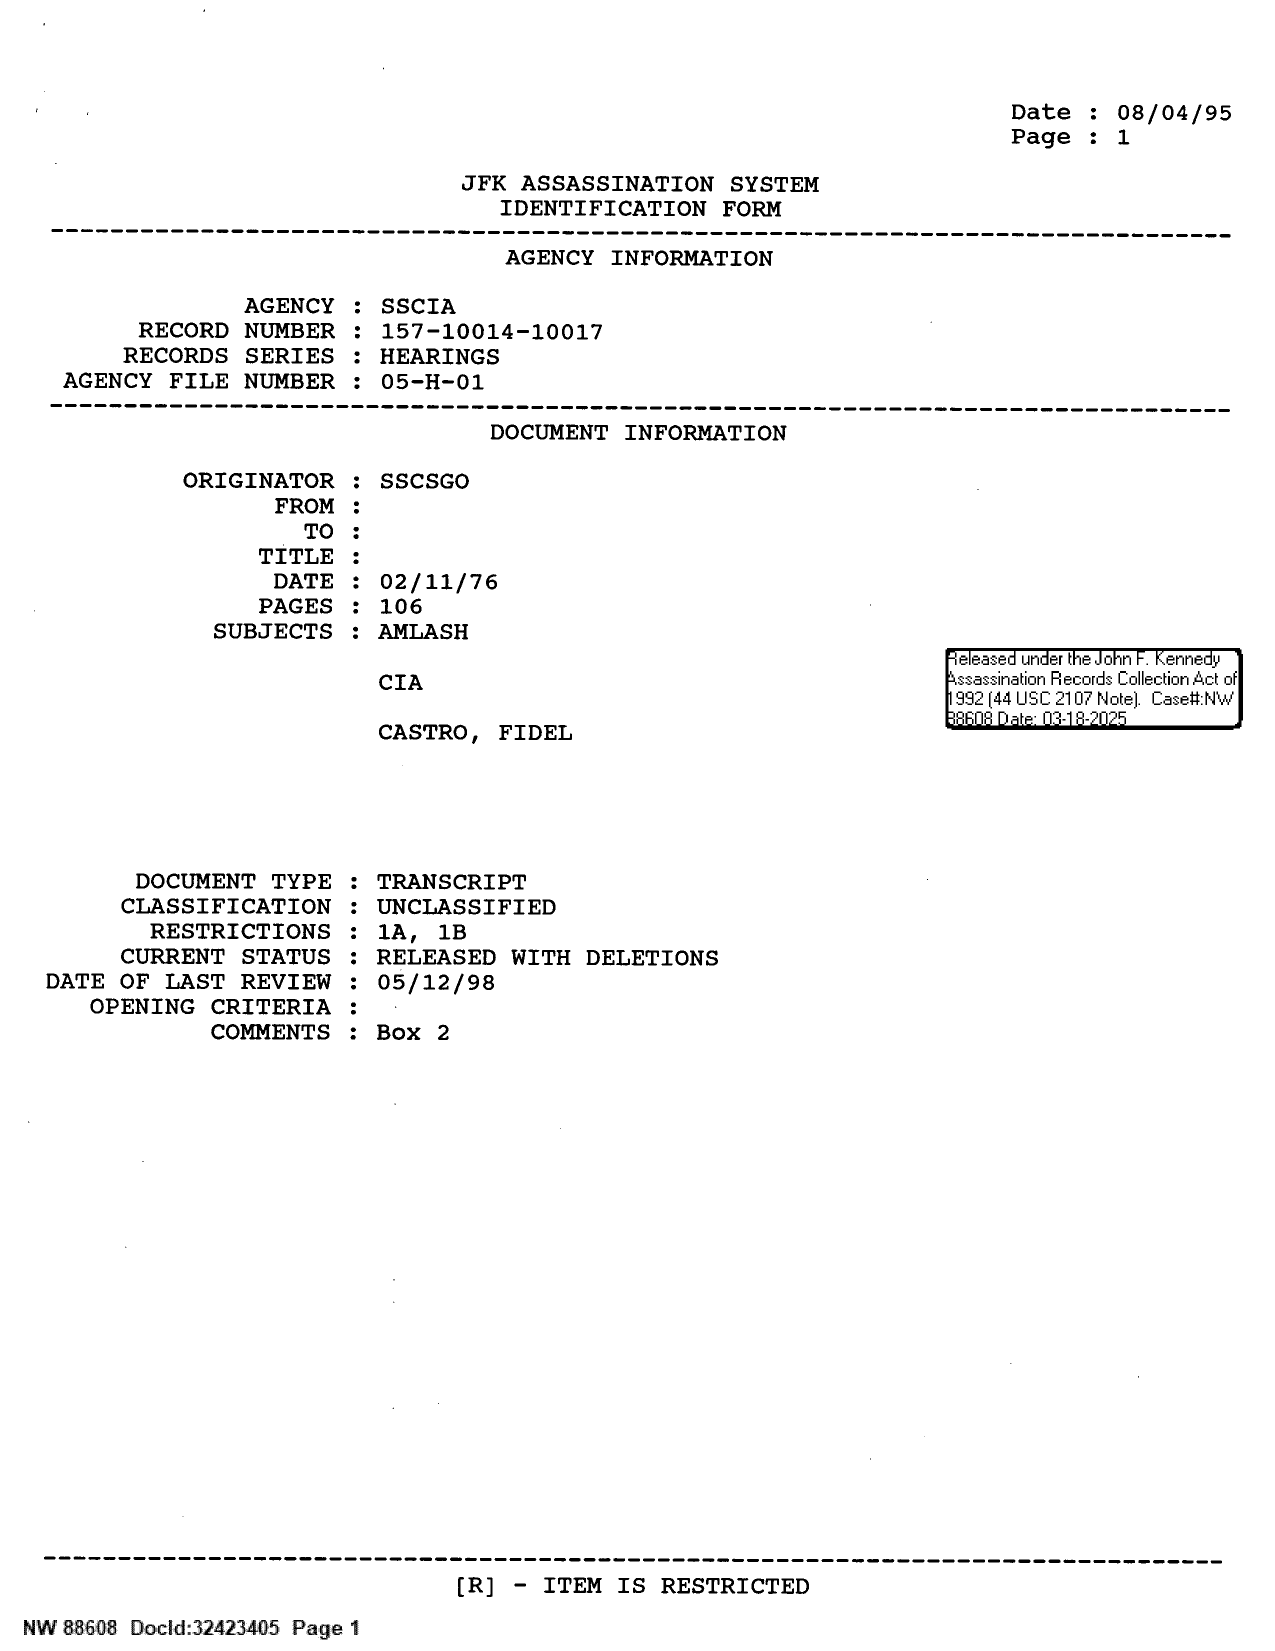 Date : 08/04/95
Page : 1
JFK ASSASSINATION SYSTEM
IDENTIFICATION FORM
--------------------------------------------------------------------------------
AGENCY INFORMATION
AGENCY : SSCIA
RECORD NUMBER : 157-10014-10017
RECORDS SERIES : HEARINGS
AGENCY FILE NUMBER : 05-H-01
--------------------------------------------------------------------------------
DOCUMENT INFORMATION
ORIGINATOR : SSCSGO
FROM :
TO :
TITLE :
DATE : 02/11/76
PAGES : 106
SUBJECTS : AMLASH
CIA
CASTRO, FIDEL
Released under the John F. Kennedy
Assassination Records Collection Act of
1992 (44 USC 2107 Note). Case#:NW
88608 Date: 03-18-2025
DOCUMENT TYPE : TRANSCRIPT
CLASSIFICATION : UNCLASSIFIED
RESTRICTIONS : 1A, 1B
CURRENT STATUS : RELEASED WITH DELETIONS
DATE OF LAST REVIEW : 05/12/98
OPENING CRITERIA :
COMMENTS : Box 2
--------------------------------------------------------------------------------
[R] - ITEM IS RESTRICTED
NW 88608 DocId:32423405 Page 1